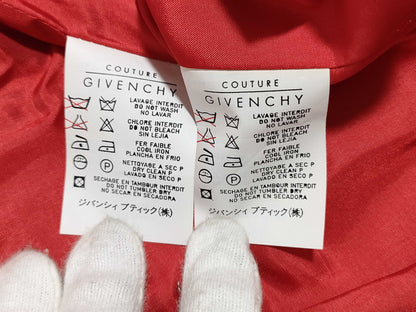 COUTURE
GIVENCHY
LAVAGE INTERDIT
DO NOT WASH
NO LAVAR
CHLORE INTERDIT
DO NOT BLEACH
SIN LEJIA
FER FAIBLE
COOL IRON
PLANCHA EN FRIO
NETTOYABLE A SEC P
DRY CLEAN P
LAVADO EN SECO P
SECHAGE EN TAMBOUR INTERDIT
DO NOT TUMBLER DRY
NO SECAR EN SECADORA
ジバンシィ ブティック(株)
COUTURE
GIVENCHY
LAVAGE INTERDIT
DO NOT WASH
NO LAVAR
CHLORE INTERDIT
DO NOT BLEACH
SIN LEJIA
FER FAIBLE
COOL IRON
PLANCHA EN FRIO
NETTOYABLE A SEC P
DRY CLEAN P
LAVADO EN SECO P
SECHAGE EN TAMBOUR INTERDIT
DO NOT TUMBLER DRY
NO SECAR EN SECADORA
ジバンシィ ブティック(株)